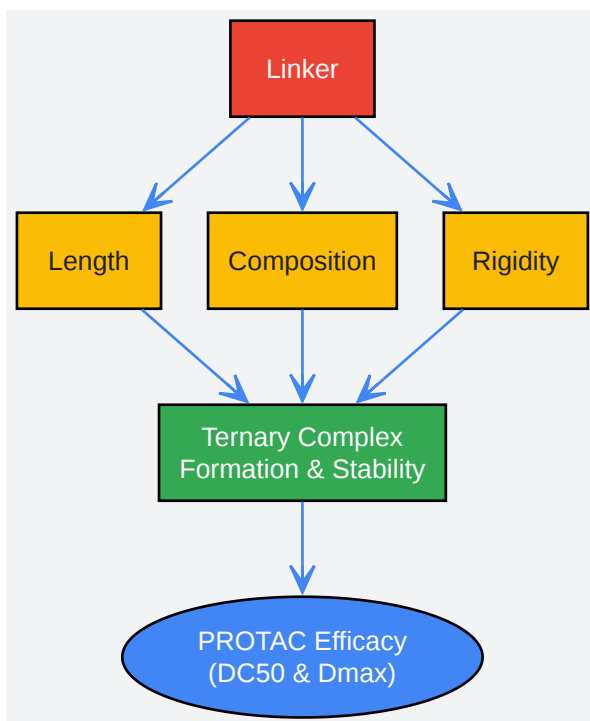 Linker
Length
Composition
Rigidity
Ternary Complex
Formation & Stability
PROTAC Efficacy
(DC50 & Dmax)